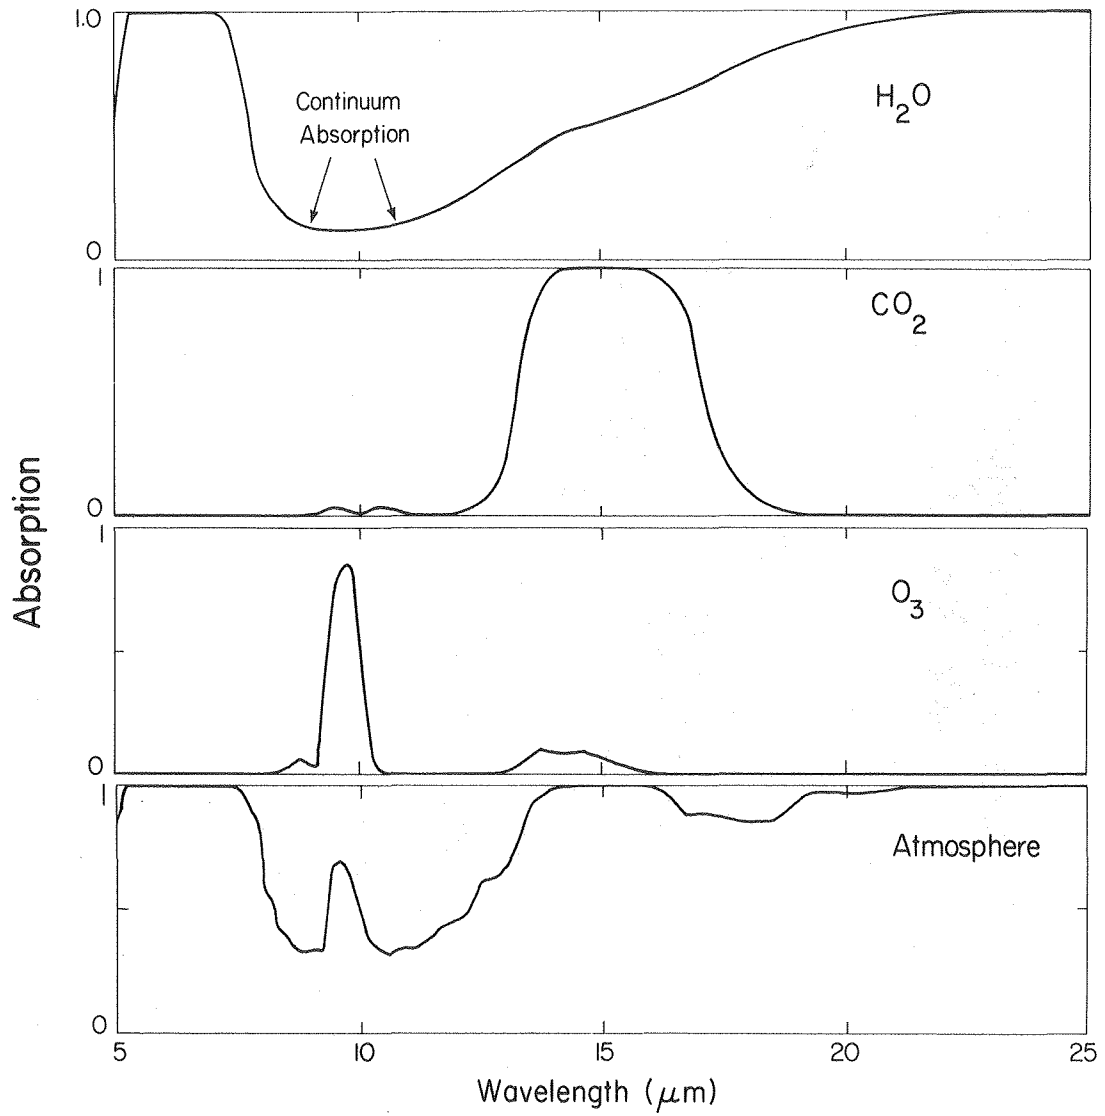 1.0
Continuum
Absorption
H₂O
0
1
CO₂
0
1
O₃
0
1
Atmosphere
0
5 10 15 20 25
Wavelength (μm)
Absorption